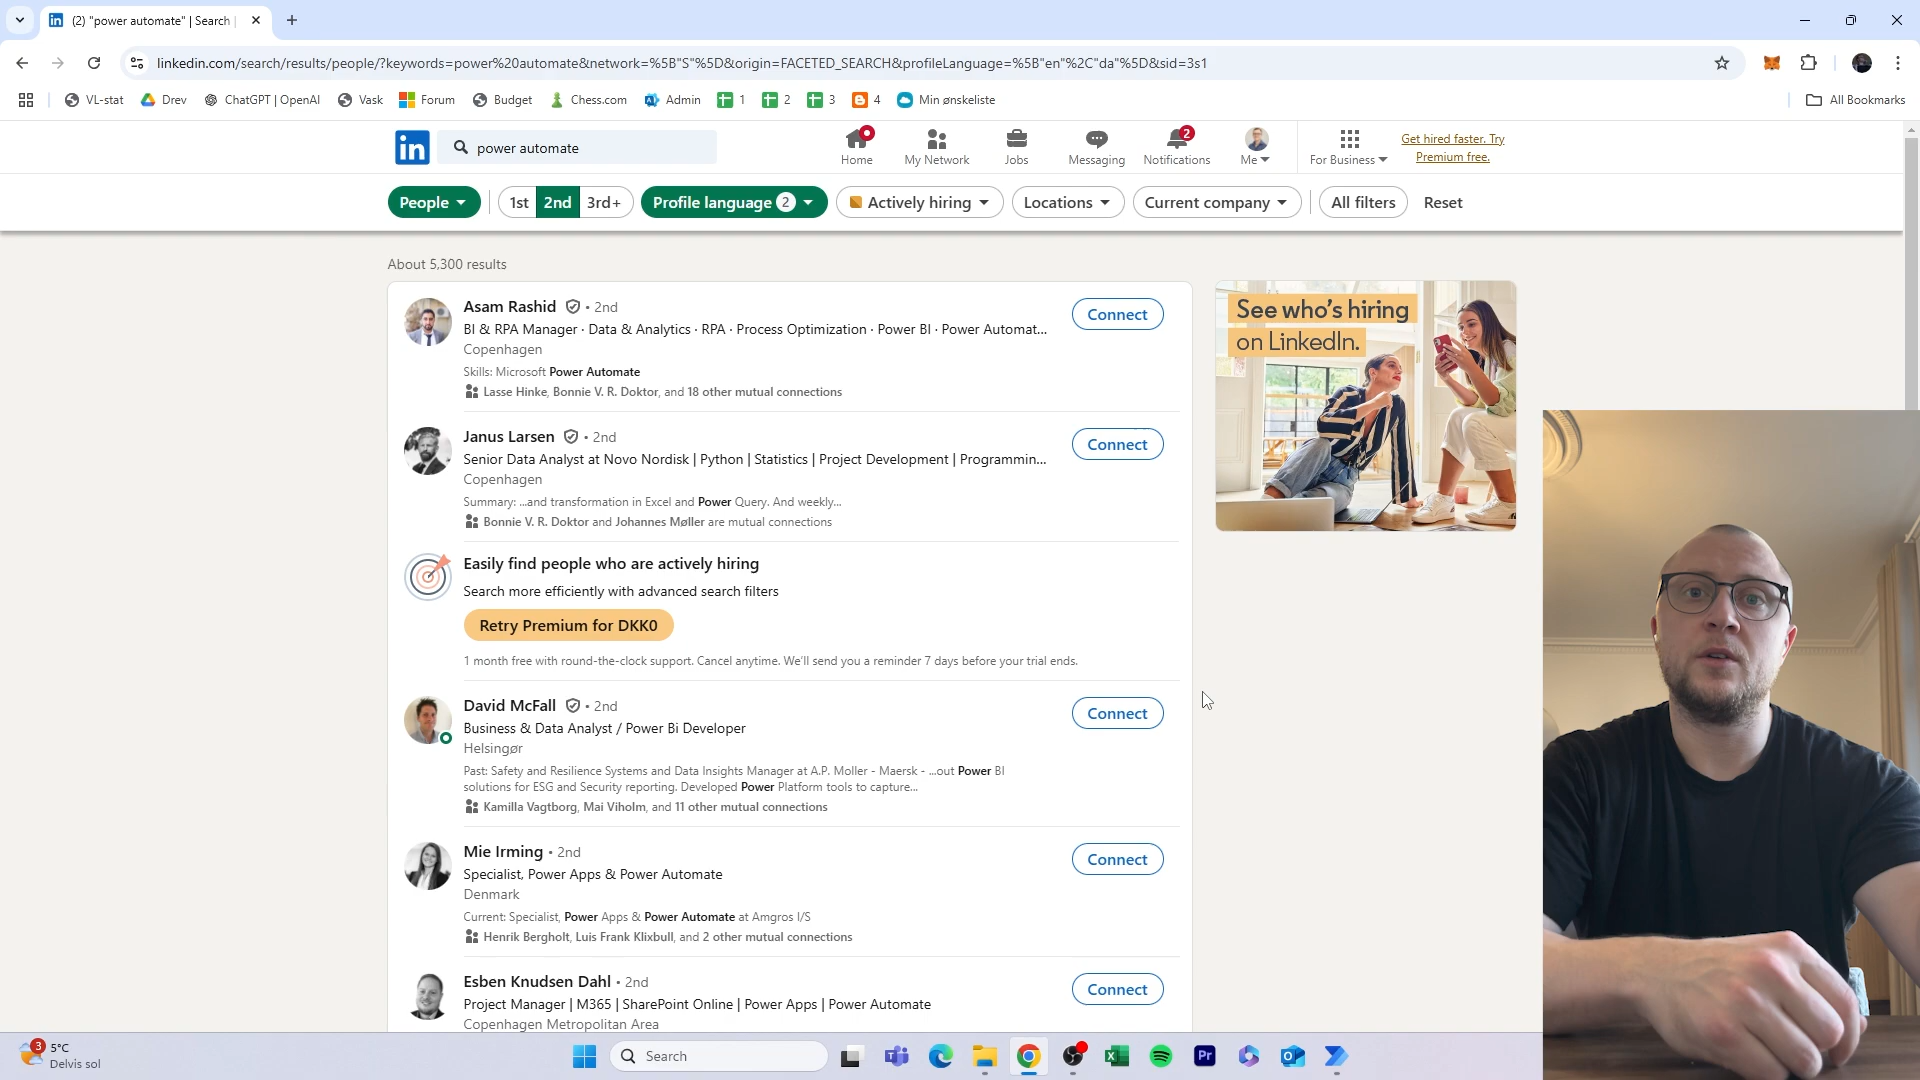 (2) "power automate" | Search |
linkedin.com/search/results/people/?keywords=power%20automate&network=%5B"S"%5D&origin=FACETED_SEARCH&profileLanguage=%5B"en"%2C"da"%5D&sid=3s1
VL-stat
Drev
ChatGPT | OpenAI
Vask
Forum
Budget
Chess.com
Admin
1
2
3
4
Min ønskeliste
All Bookmarks
in
power automate
Home
My Network
Jobs
Messaging
2
Notifications
Me
For Business
Get hired faster. Try
Premium free.
People
1st
2nd
3rd+
Profile language 2
Actively hiring
Locations
Current company
All filters
Reset
About 5,300 results
Asam Rashid • 2nd
BI & RPA Manager · Data & Analytics · RPA · Process Optimization · Power BI · Power Automat...
Copenhagen
Skills: Microsoft Power Automate
Lasse Hinke, Bonnie V. R. Doktor, and 18 other mutual connections
Connect
Janus Larsen • 2nd
Senior Data Analyst at Novo Nordisk | Python | Statistics | Project Development | Programmin...
Copenhagen
Summary: ...and transformation in Excel and Power Query. And weekly...
Bonnie V. R. Doktor and Johannes Møller are mutual connections
Connect
Easily find people who are actively hiring
Search more efficiently with advanced search filters
Retry Premium for DKK0
1 month free with round-the-clock support. Cancel anytime. We'll send you a reminder 7 days before your trial ends.
David McFall • 2nd
Business & Data Analyst / Power Bi Developer
Helsingør
Past: Safety and Resilience Systems and Data Insights Manager at A.P. Moller - Maersk - ...out Power BI
solutions for ESG and Security reporting. Developed Power Platform tools to capture...
Kamilla Vagtborg, Mai Viholm, and 11 other mutual connections
Connect
Mie Irming • 2nd
Specialist, Power Apps & Power Automate
Denmark
Current: Specialist, Power Apps & Power Automate at Amgros I/S
Henrik Bergholt, Luis Frank Klixbull, and 2 other mutual connections
Connect
Esben Knudsen Dahl • 2nd
Project Manager | M365 | SharePoint Online | Power Apps | Power Automate
Copenhagen Metropolitan Area
Connect
See who's hiring
on LinkedIn.
3
5°C
Delvis sol
Search
Pr